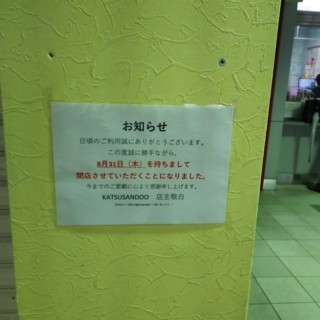 お知らせ
日頃のご利用誠にありがとうございます。
この度誠に勝手ながら、
8月31日（木）を持ちまして
閉店させていただくことになりました。
今までのご愛顧に心より感謝申し上げます。
KATSUSANDOO 店主敬白